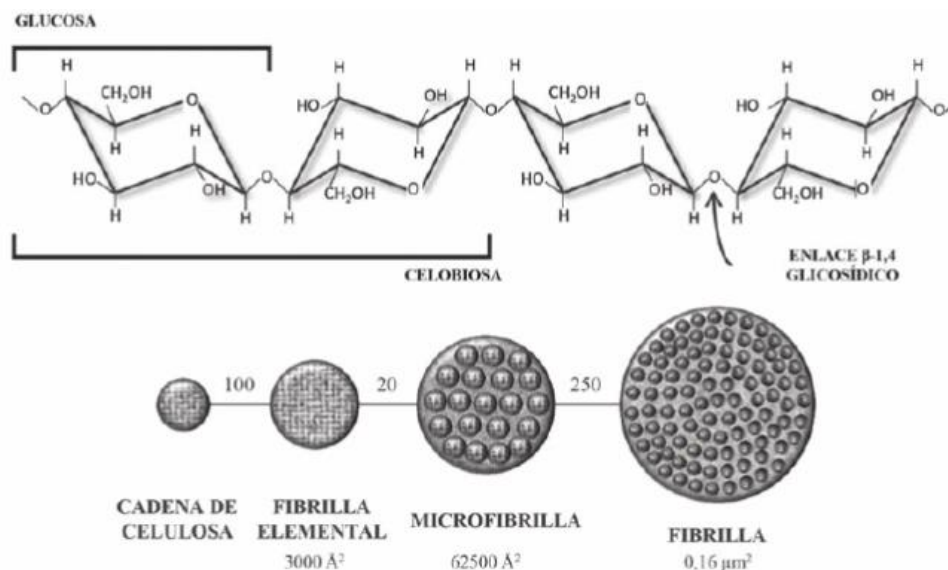 GLUCOSA
H
CH₂OH
O
H
H
O
HO
H
H
OH
H
O
H
HO
H
OH
H
H
CH₂OH
O
H
O
H
CH₂OH
O
H
H
HO
H
H
OH
H
O
H
HO
H
OH
H
H
CH₂OH
O
H
O
CELOBIOSA
ENLACE β-1,4
GLICOSÍDICO
100
20
250
CADENA DE
CELULOSA
FIBRILLA
ELEMENTAL
3000 Å²
MICROFIBRILLA
62500 Å²
FIBRILLA
0,16 µm²